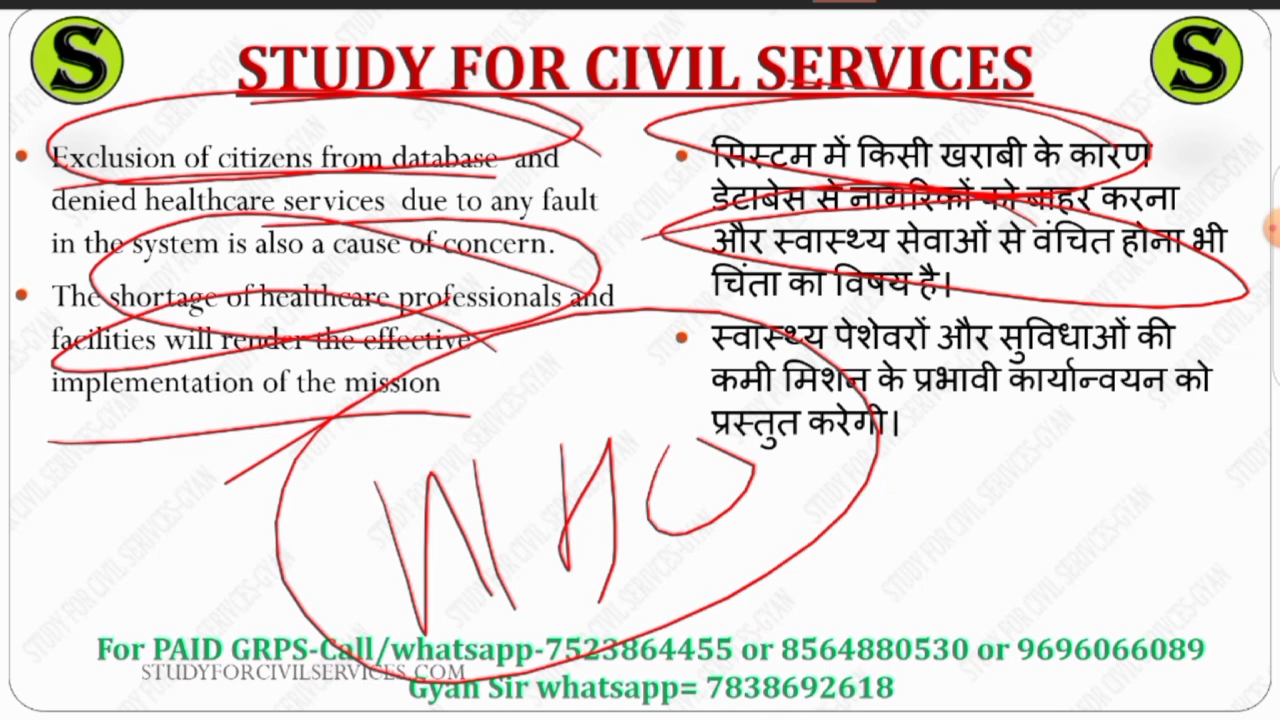 S
STUDY FOR CIVIL SERVICES
S
Exclusion of citizens from database and
denied healthcare services due to any fault
in the system is also a cause of concern.
The shortage of healthcare professionals and
facilities will render the effective
implementation of the mission
सिस्टम में किसी खराबी के कारण
डेटाबेस से नागरिकों को बाहर करना
और स्वास्थ्य सेवाओं से वंचित होना भी
चिंता का विषय है।
स्वास्थ्य पेशेवरों और सुविधाओं की
कमी मिशन के प्रभावी कार्यान्वयन को
प्रस्तुत करेगी।
WHO
For PAID GRPS-Call/whatsapp-7523864455 or 8564880530 or 9696066089
STUDYFORCIVILSERVICES.COM
Gyan Sir whatsapp= 7838692618